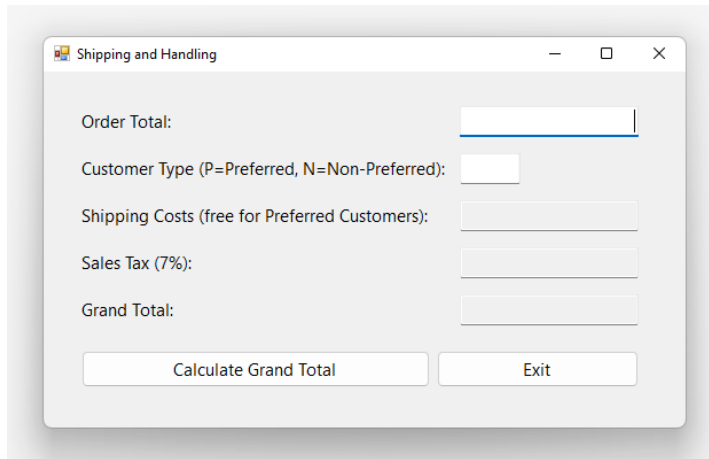 Shipping and Handling
Order Total:
Customer Type (P=Preferred, N=Non-Preferred):
Shipping Costs (free for Preferred Customers):
Sales Tax (7%):
Grand Total:
Calculate Grand Total Exit